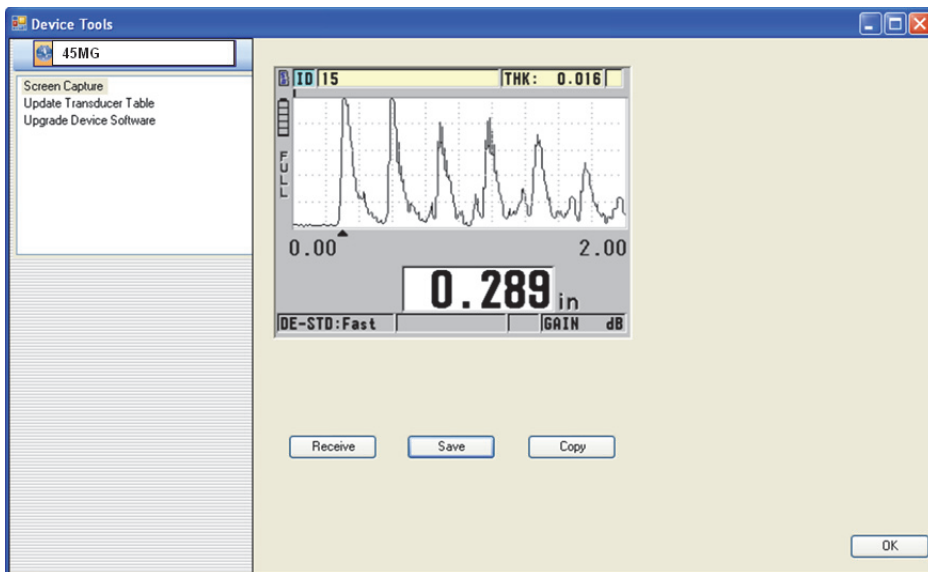 Device Tools
45MG
Screen Capture
Update Transducer Table
Upgrade Device Software
ID 15 THK: 0.016
FULL
0.00 2.00
0.289 in
DE-STD:Fast GAIN dB
Receive Save Copy
OK